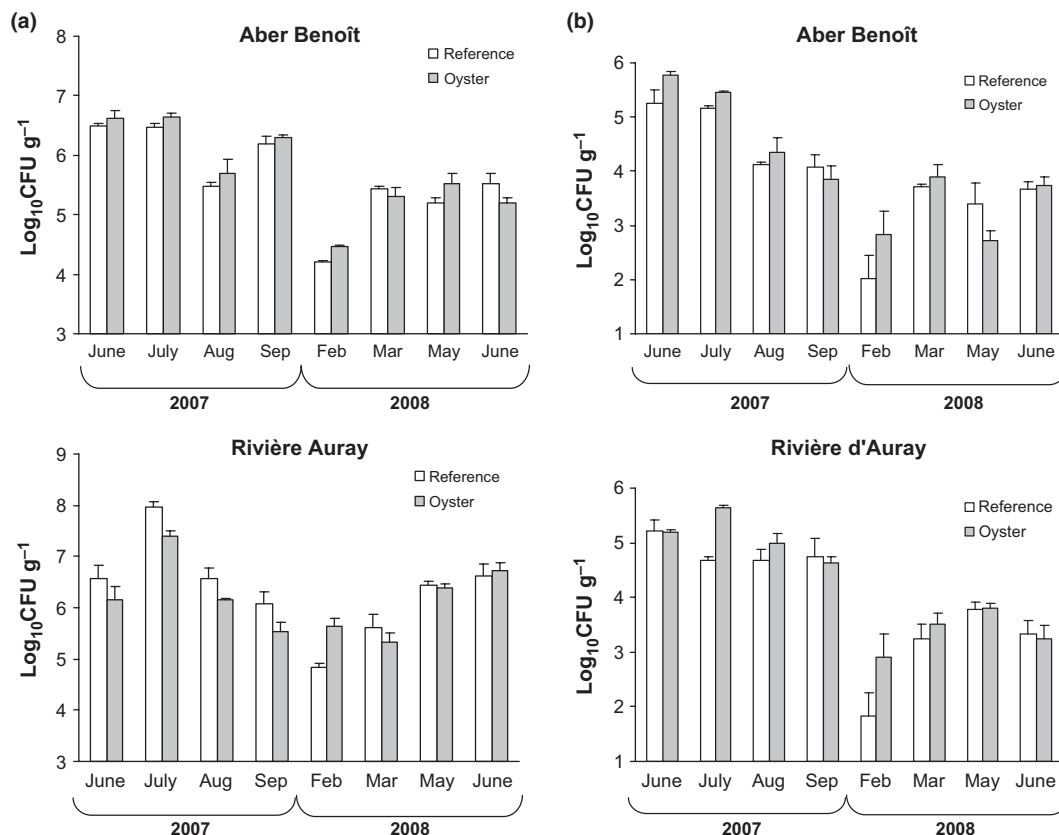 (a)
Aber Benoît
Reference
Oyster
Log10CFU g–1
8
7
6
5
4
3
June July Aug Sep Feb Mar May June
2007 2008
(b)
Aber Benoît
Reference
Oyster
Log10CFU g–1
6
5
4
3
2
1
June July Aug Sep Feb Mar May June
2007 2008
Rivière Auray
Reference
Oyster
Log10CFU g–1
9
8
7
6
5
4
3
June July Aug Sep Feb Mar May June
2007 2008
Rivière d'Auray
Reference
Oyster
Log10CFU g–1
6
5
4
3
2
1
June July Aug Sep Feb Mar May June
2007 2008